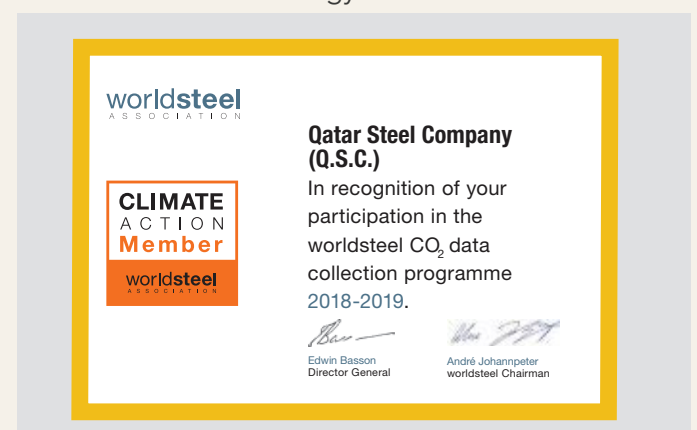 worldsteel
ASSOCIATION
CLIMATE
ACTION
Member
worldsteel
ASSOCIATION
Qatar Steel Company
(Q.S.C.)
In recognition of your
participation in the
worldsteel CO₂ data
collection programme
2018-2019.
Edwin Basson
Director General
André Johannpeter
worldsteel Chairman